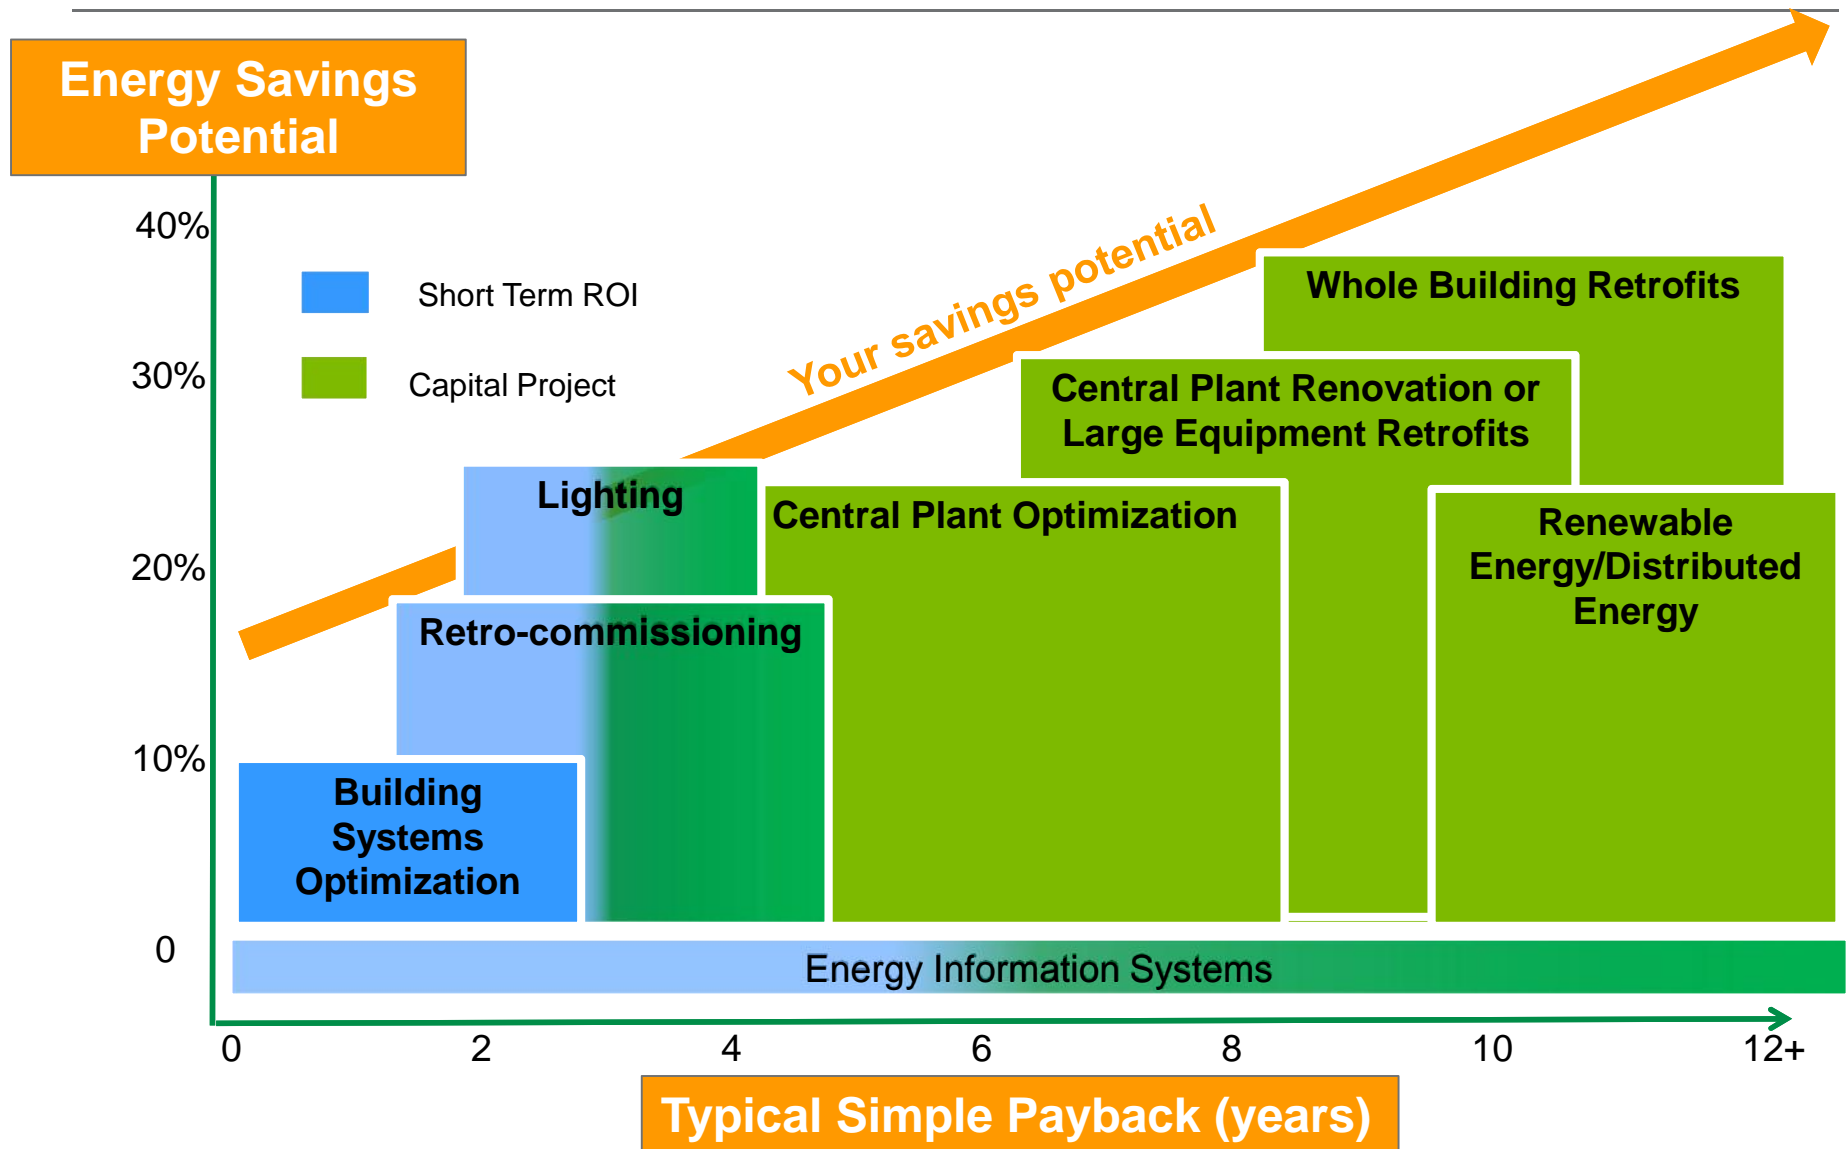 Energy Savings
Potential
40%
30%
20%
10%
0
Short Term ROI
Capital Project
Your savings potential
Whole Building Retrofits
Central Plant Renovation or
Large Equipment Retrofits
Lighting
Central Plant Optimization
Renewable
Energy/Distributed
Energy
Retro-commissioning
Building
Systems
Optimization
Energy Information Systems
0 2 4 6 8 10 12+
Typical Simple Payback (years)